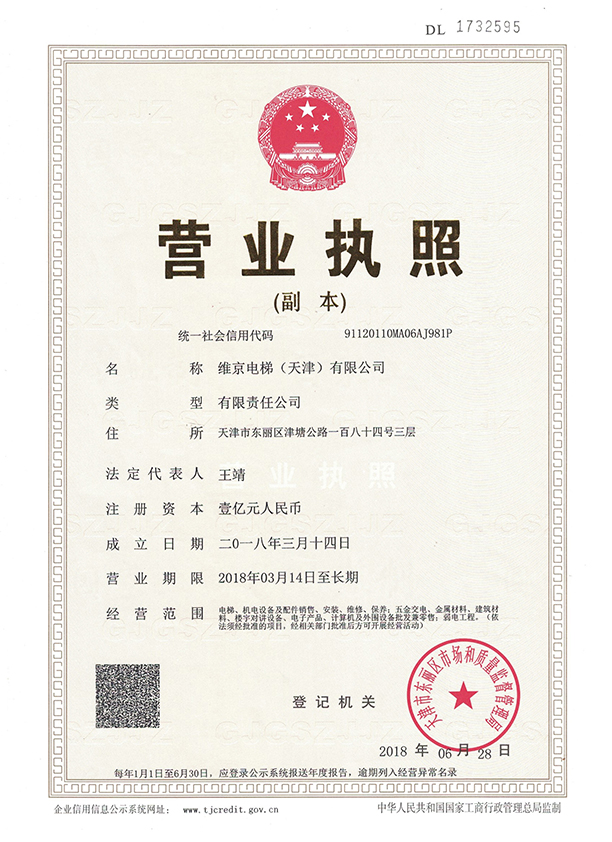 DL 1732595
营业执照
(副 本)
统一社会信用代码 91120110MA06AJ981P
名 称 维京电梯（天津）有限公司
类 型 有限责任公司
住 所 天津市东丽区津塘公路一百八十四号三层
法定代表人 王靖
注册资本 壹亿元人民币
成立日期 二0一八年三月十四日
营业期限 2018年03月14日至长期
经营范围 电梯、机电设备及配件销售、安装、维修、保养；五金交电、金属材料、建筑材
料、楼宇对讲设备、电子产品、计算机及外围设备批发兼零售；弱电工程。（依
法须经批准的项目，经相关部门批准后方可开展经营活动）
登记机关
天津市东丽区市场和质量监督管理局
2018 年 06 月 28 日
每年1月1日至6月30日，应登录公示系统报送年度报告，逾期列入经营异常名录
企业信用信息公示系统网址： www.tjcredit.gov.cn
中华人民共和国国家工商行政管理总局监制